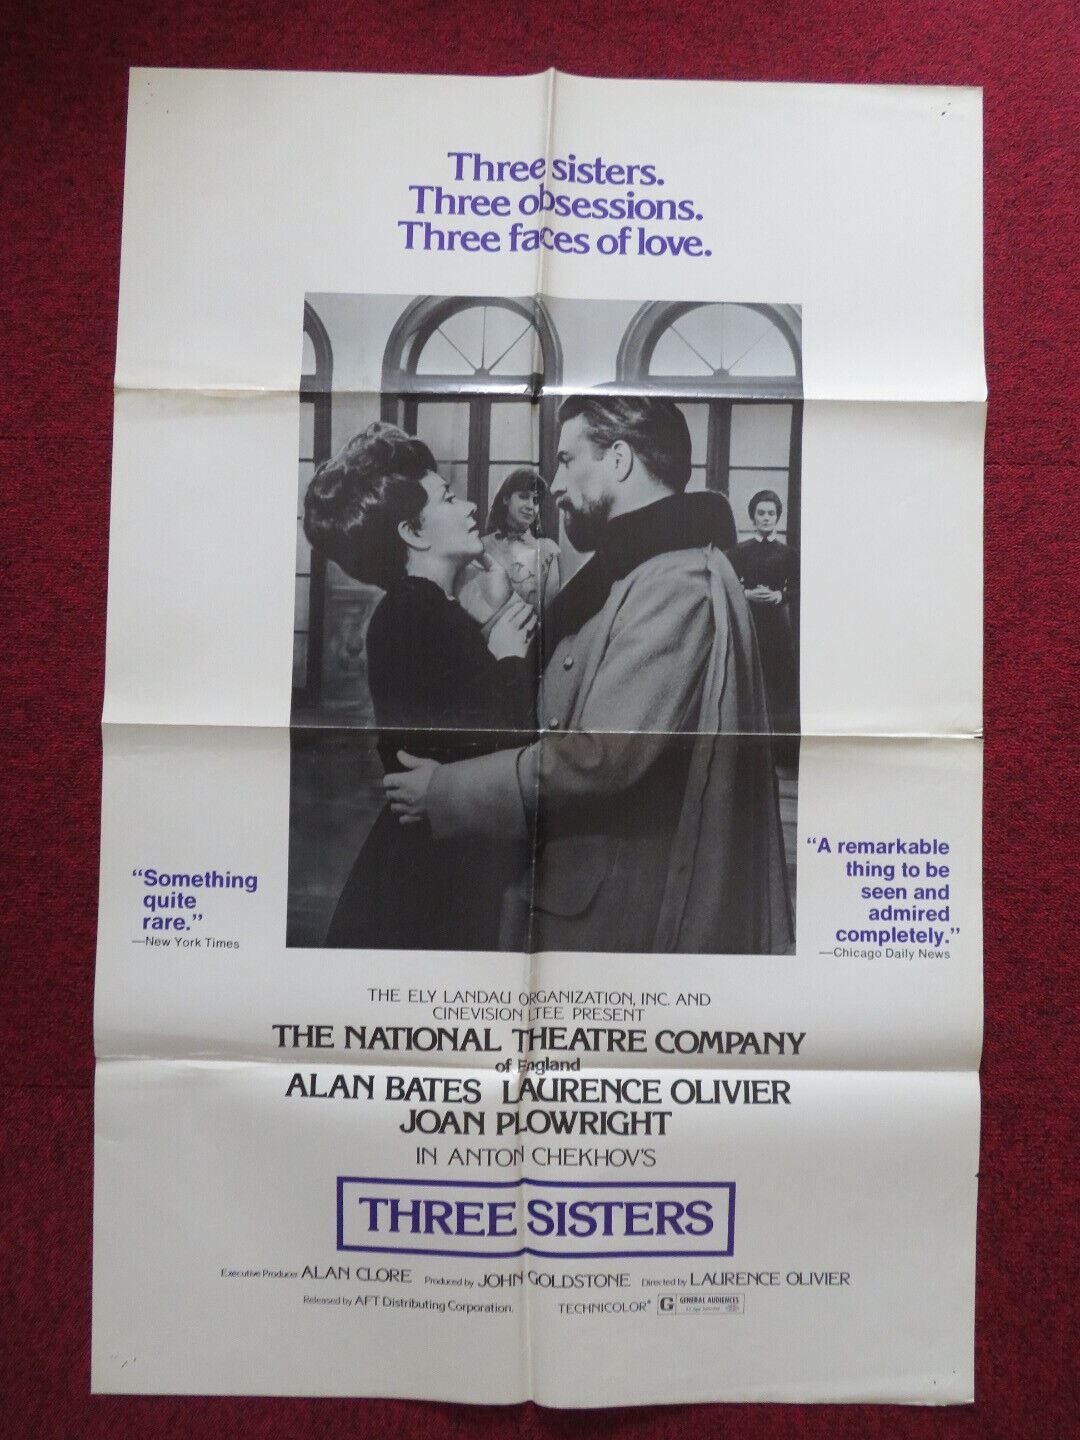 Three sisters.
Three obsessions.
Three faces of love.
“Something
quite
rare.”
—New York Times
“A remarkable
thing to be
seen and
admired
completely.”
—Chicago Daily News
THE ELY LANDAU ORGANIZATION, INC. AND
CINEVISION LTEE PRESENT
THE NATIONAL THEATRE COMPANY
of England
ALAN BATES LAURENCE OLIVIER
JOAN PLOWRIGHT
IN ANTON CHEKHOV'S
THREE SISTERS
Executive Producer ALAN CLORE Produced by JOHN GOLDSTONE Directed by LAURENCE OLIVIER
Released by AFT Distributing Corporation. TECHNICOLOR® G GENERAL AUDIENCES